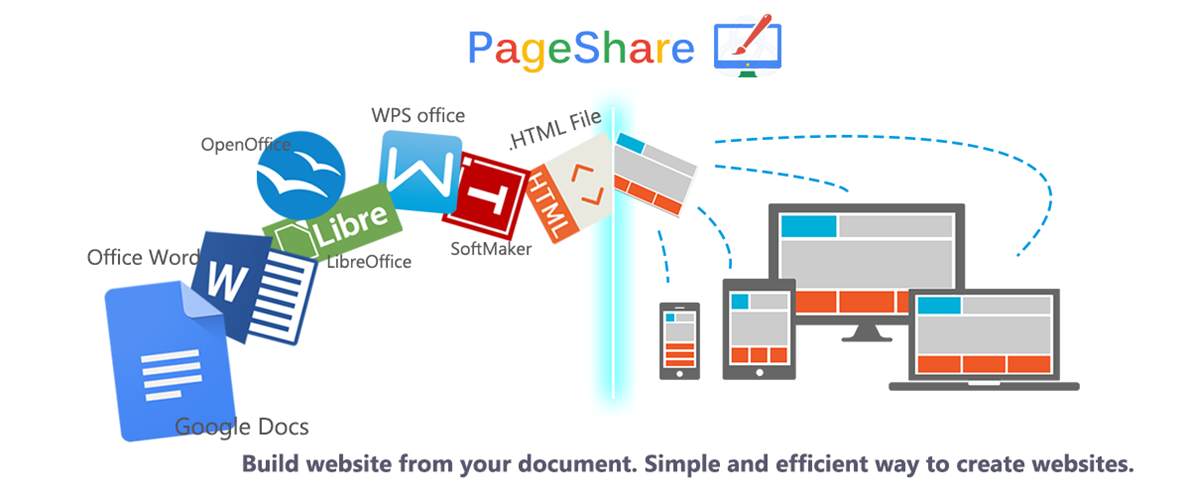 PageShare
WPS office
.HTML File
OpenOffice
W
T
HTML
Libre
SoftMaker
Office Word
LibreOffice
W
Google Docs
Build website from your document. Simple and efficient way to create websites.